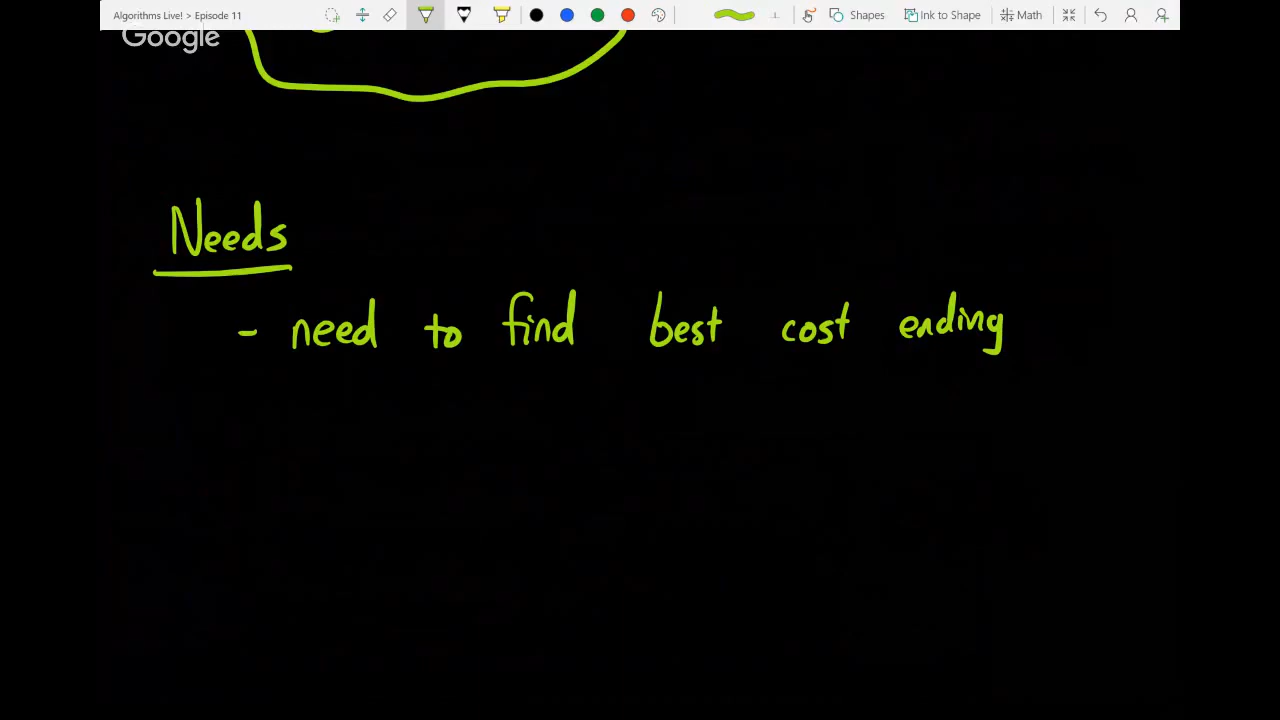 Algorithms Live! > Episode 11
Shapes
Ink to Shape
Math
Google
Needs
- need to find best cost ending